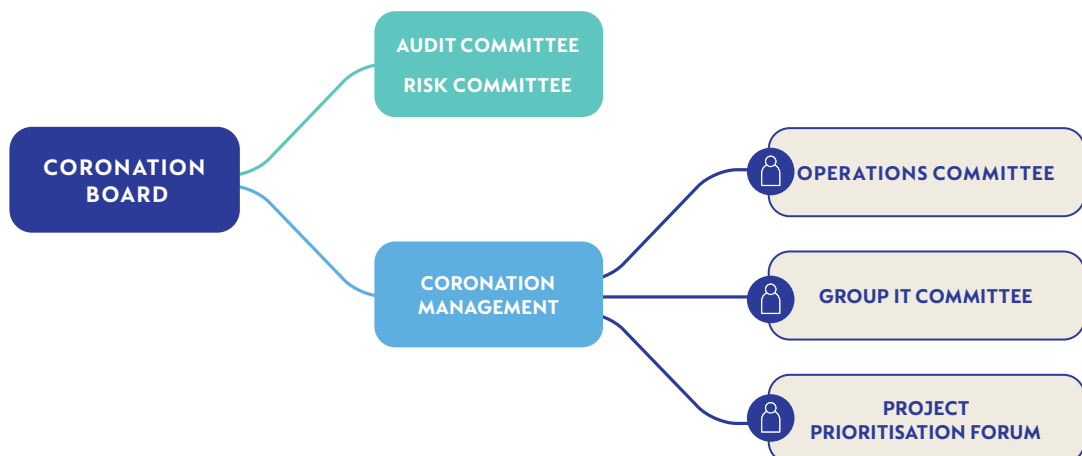 AUDIT COMMITTEE
RISK COMMITTEE
CORONATION
BOARD
OPERATIONS COMMITTEE
CORONATION
MANAGEMENT
GROUP IT COMMITTEE
PROJECT
PRIORITISATION FORUM